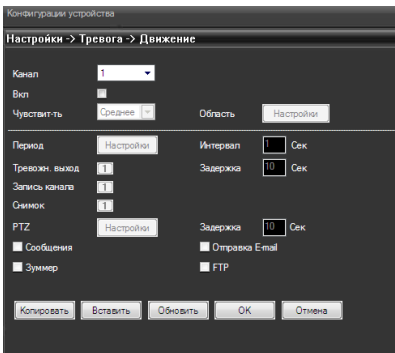 Конфигурации устройства
Настройки -> Тревога -> Движение
Канал 1
Вкл
Чувствит-ть Среднее Область Настройки
Период Настройки Интервал 1 Сек
Тревожн. выход 1 Задержка 10 Сек
Запись канала 1
Снимок 1
PTZ Настройки Задержка 10 Сек
Сообщения Отправка E-mail
Зуммер FTP
Копировать Вставить Обновить OK Отмена